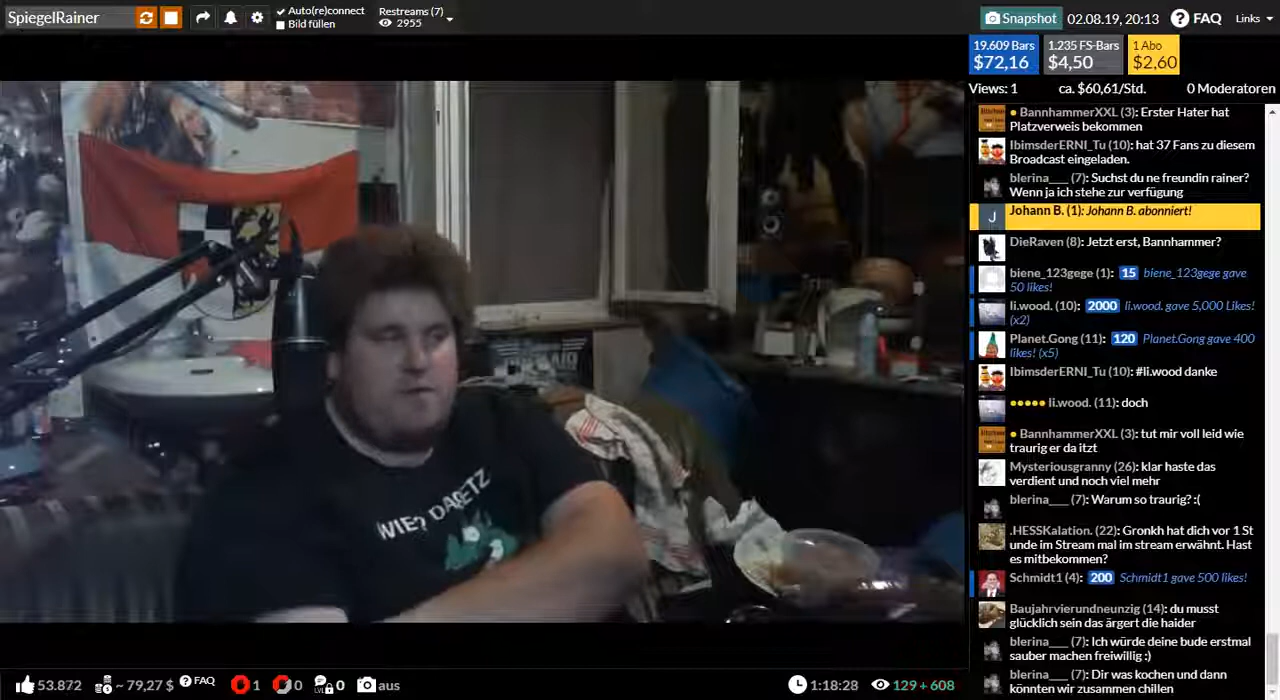 SpiegelRainer
Auto(re)connect
Bild füllen
Restreams (7)
2955
Snapshot
02.08.19, 20:13
FAQ
Links
19.609 Bars
$72,16
1.235 FS-Bars
$4,50
1 Abo
$2,60
Views: 1
ca. $60,61/Std.
0 Moderatoren
BannhammerXXL (3): Erster Hater hat
Platzverweis bekommen
IbimsderERNI_Tu (10): hat 37 Fans zu diesem
Broadcast eingeladen.
blerina___ (7): Suchst du ne freundin rainer?
Wenn ja ich stehe zur verfügung
J
Johann B. (1): Johann B. abonniert!
DieRaven (8): Jetzt erst, Bannhammer?
biene_123gege (1): 15 biene_123gege gave
50 likes!
li.wood. (10): 2000 li.wood. gave 5,000 Likes!
(x2)
Planet.Gong (11): 120 Planet.Gong gave 400
likes! (x5)
IbimsderERNI_Tu (10): #li.wood danke
li.wood. (11): doch
BannhammerXXL (3): tut mir voll leid wie
traurig er da itzt
Mysteriousgranny (26): klar haste das
verdient und noch viel mehr
blerina___ (7): Warum so traurig? :(
.HESSKalation. (22): Gronkh hat dich vor 1 St
unde im Stream mal im stream erwähnt. Hast
es mitbekommen?
Schmidt1 (4): 200 Schmidt1 gave 500 likes!
Baujahrvierundneunzig (14): du musst
glücklich sein das ärgert die haider
blerina___ (7): Ich würde deine bude erstmal
sauber machen freiwillig :)
blerina___ (7): Dir was kochen und dann
könnten wir zusammen chillen
WIE? DAGETZ
53.872
~ 79,27 $
FAQ
1
0
LVL
0
aus
1:18:28
129 + 608